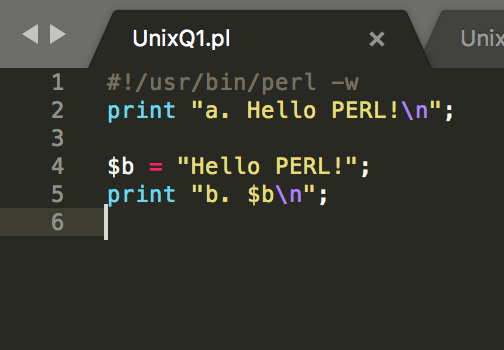 UnixQ1.pl × Unix
1 #!/usr/bin/perl -w
2 print "a. Hello PERL!\n";
3
4 $b = "Hello PERL!";
5 print "b. $b\n";
6